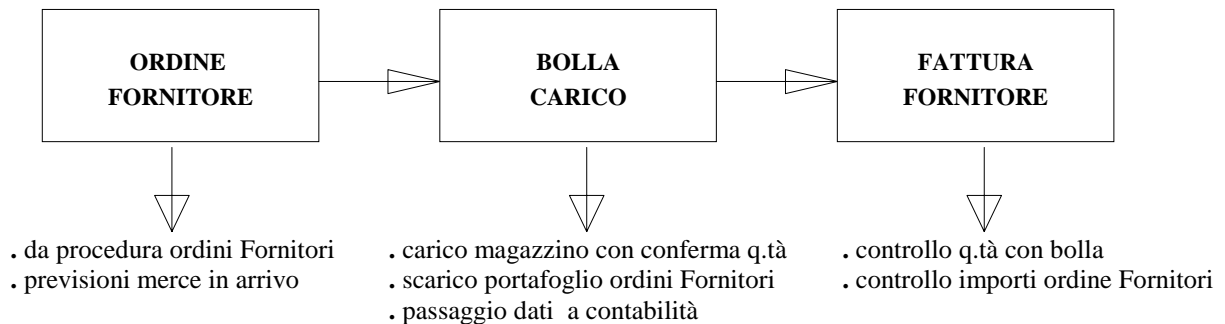 ORDINE
FORNITORE
BOLLA
CARICO
FATTURA
FORNITORE
. da procedura ordini Fornitori
. previsioni merce in arrivo
. carico magazzino con conferma q.tà
. scarico portafoglio ordini Fornitori
. passaggio dati a contabilità
. controllo q.tà con bolla
. controllo importi ordine Fornitori